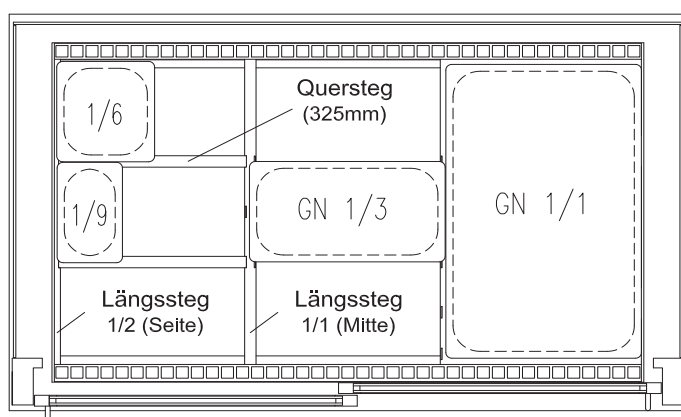 1/6
Quersteg
(325mm)
1/9
GN 1/3
GN 1/1
Längssteg
1/2 (Seite)
Längssteg
1/1 (Mitte)